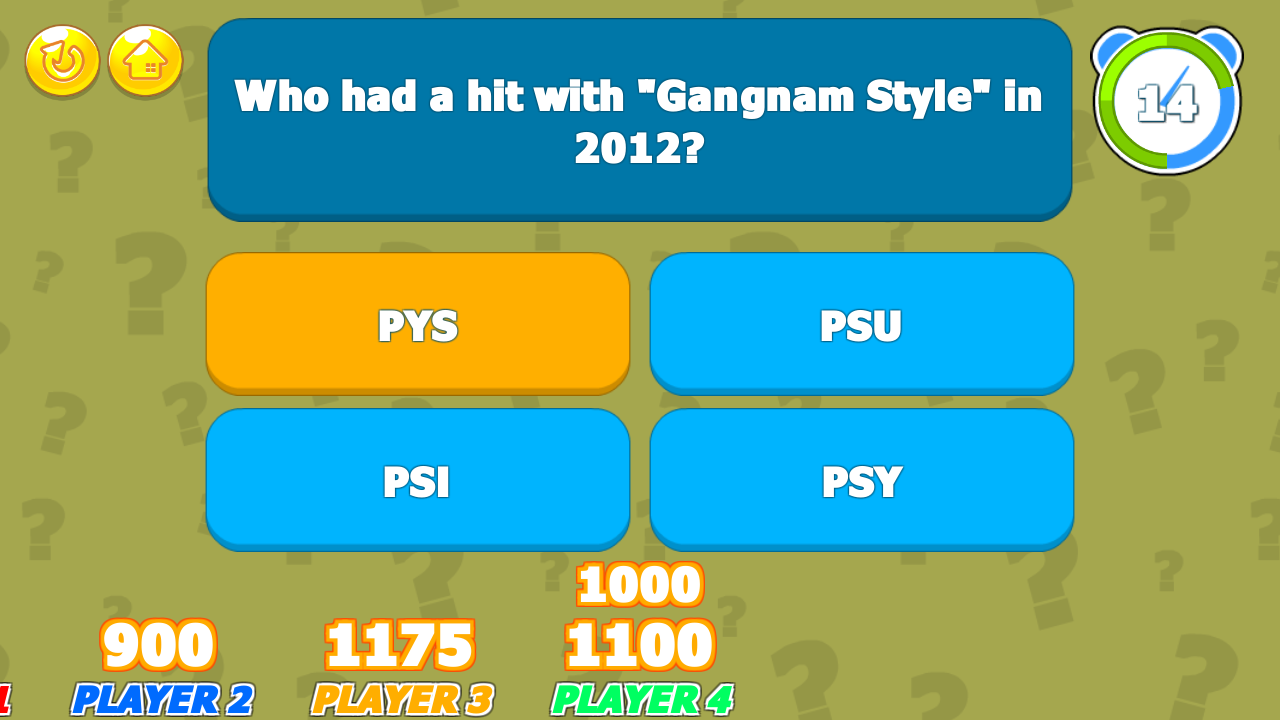 Who had a hit with "Gangnam Style" in
2012?
14
PYS
PSU
PSI
PSY
1000
900
1175
1100
1
PLAYER 2
PLAYER 3
PLAYER 4